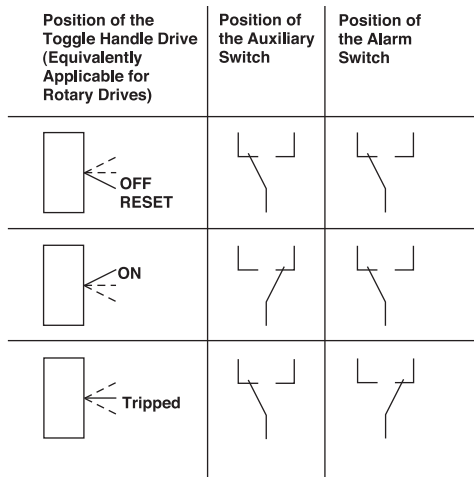 Position of the
Toggle Handle Drive
(Equivalently
Applicable for
Rotary Drives)
Position of
the Auxiliary
Switch
Position of
the Alarm
Switch
OFF
RESET
ON
Tripped